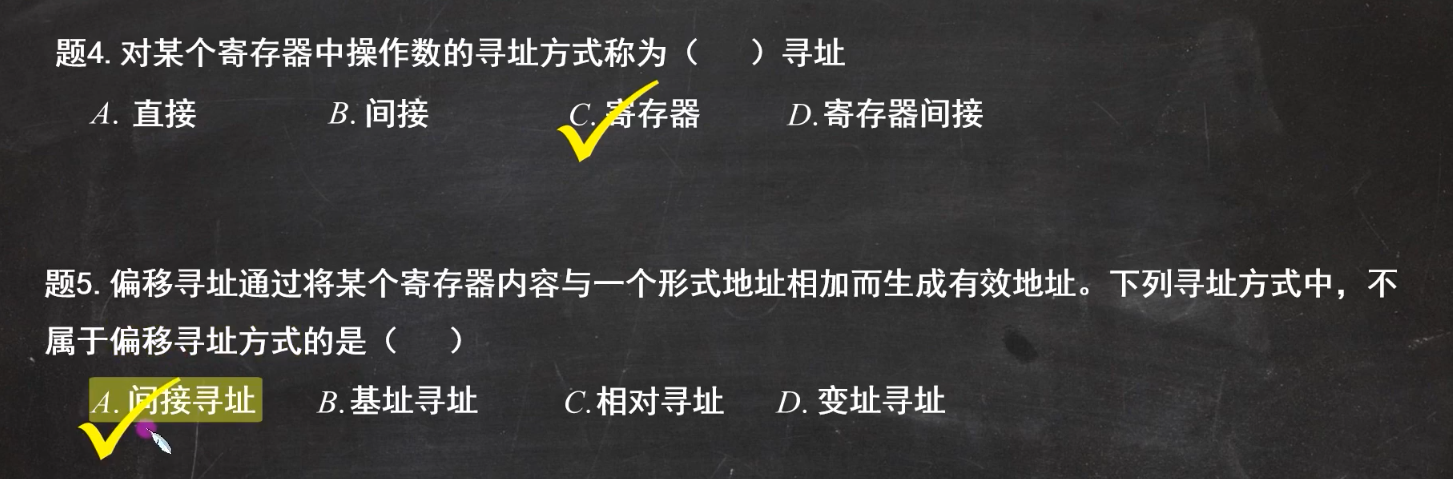 题4. 对某个寄存器中操作数的寻址方式称为（ ）寻址
A. 直接 B. 间接 C. 寄存器 D. 寄存器间接
题5. 偏移寻址通过将某个寄存器内容与一个形式地址相加而生成有效地址。下列寻址方式中，不
属于偏移寻址方式的是（ ）
A. 间接寻址 B. 基址寻址 C. 相对寻址 D. 变址寻址